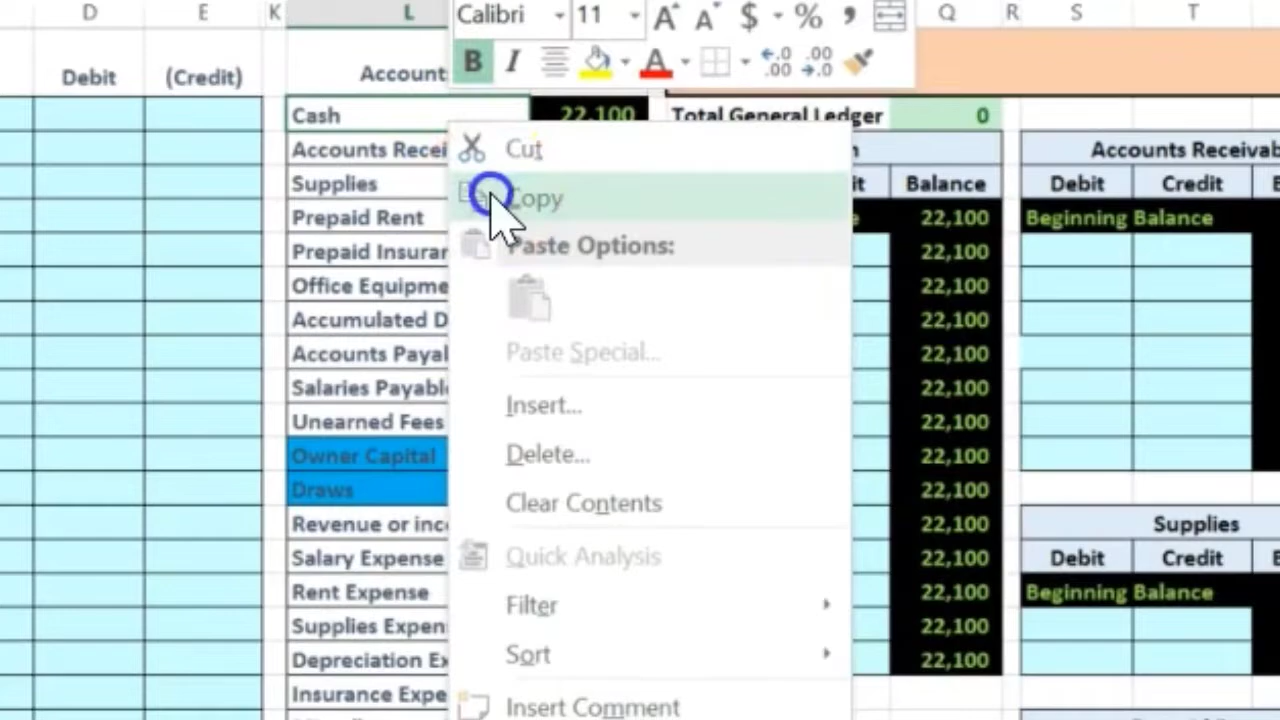 D E K L Q R S T
Calibri 11 A A $ % ,
B I A .0 .00 .00 .0
Debit (Credit) Account
Cash 22,100 Total General Ledger 0
Accounts Recei
Supplies
Prepaid Rent
Prepaid Insurar
Office Equipme
Accumulated D
Accounts Payal
Salaries Payabl
Unearned Fees
Owner Capital
Draws
Revenue or inc
Salary Expense
Rent Expense
Supplies Expen
Depreciation Ex
Insurance Expe
Cut
Copy
Paste Options:
Paste Special...
Insert...
Delete...
Clear Contents
Quick Analysis
Filter
Sort
Insert Comment
Balance
22,100
22,100
22,100
22,100
22,100
22,100
22,100
22,100
22,100
22,100
22,100
22,100
22,100
22,100
Accounts Receivab
Debit Credit
Beginning Balance
Supplies
Debit Credit
Beginning Balance